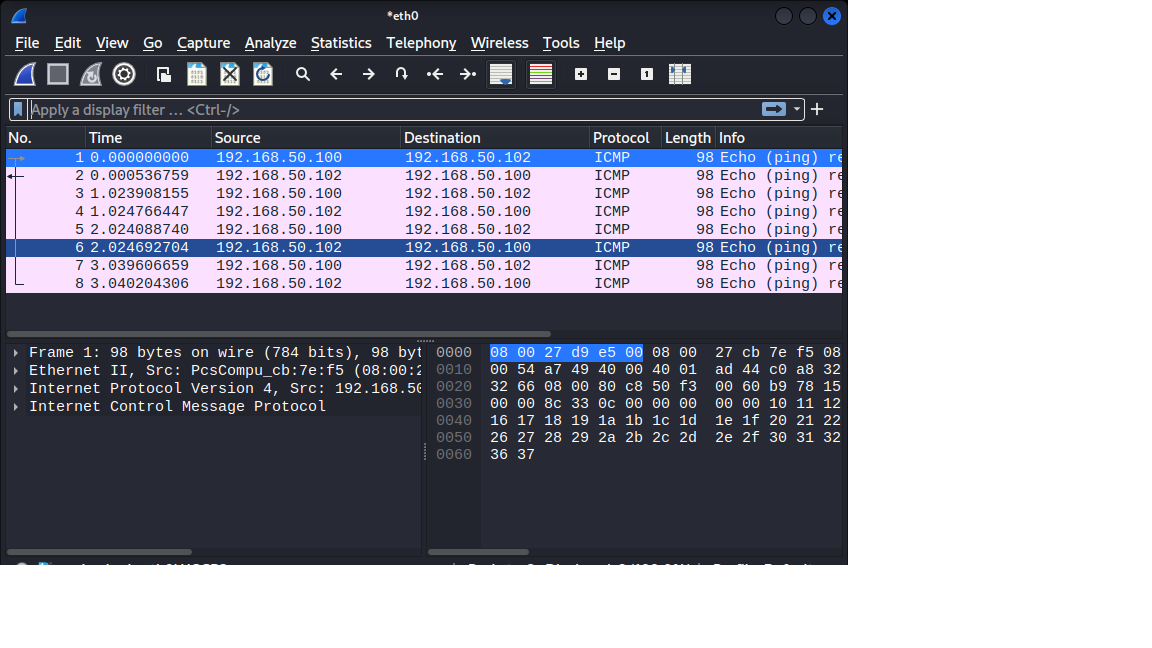 *eth0
File Edit View Go Capture Analyze Statistics Telephony Wireless Tools Help
Apply a display filter … <Ctrl-/>
No. Time Source Destination Protocol Length Info
1 0.000000000 192.168.50.100 192.168.50.102 ICMP 98 Echo (ping) re
2 0.000536759 192.168.50.102 192.168.50.100 ICMP 98 Echo (ping) re
3 1.023908155 192.168.50.100 192.168.50.102 ICMP 98 Echo (ping) re
4 1.024766447 192.168.50.102 192.168.50.100 ICMP 98 Echo (ping) re
5 2.024088740 192.168.50.100 192.168.50.102 ICMP 98 Echo (ping) re
6 2.024692704 192.168.50.102 192.168.50.100 ICMP 98 Echo (ping) re
7 3.039606659 192.168.50.100 192.168.50.102 ICMP 98 Echo (ping) re
8 3.040204306 192.168.50.102 192.168.50.100 ICMP 98 Echo (ping) re
Frame 1: 98 bytes on wire (784 bits), 98 byt
Ethernet II, Src: PcsCompu_cb:7e:f5 (08:00:2
Internet Protocol Version 4, Src: 192.168.50
Internet Control Message Protocol
0000 08 00 27 d9 e5 00 08 00 27 cb 7e f5 08
0010 00 54 a7 49 40 00 40 01 ad 44 c0 a8 32
0020 32 66 08 00 80 c8 50 f3 00 60 b9 78 15
0030 00 00 8c 33 0c 00 00 00 00 00 10 11 12
0040 16 17 18 19 1a 1b 1c 1d 1e 1f 20 21 22
0050 26 27 28 29 2a 2b 2c 2d 2e 2f 30 31 32
0060 36 37